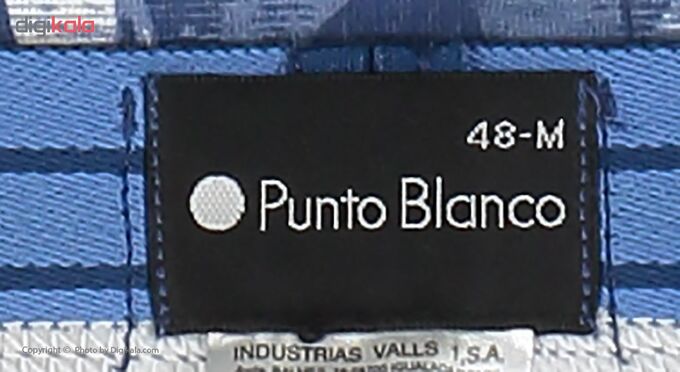 digikala
48-M
Punto Blanco
INDUSTRIAS VALLS 1, S.A.
Copyright © Photo by Digikala.com